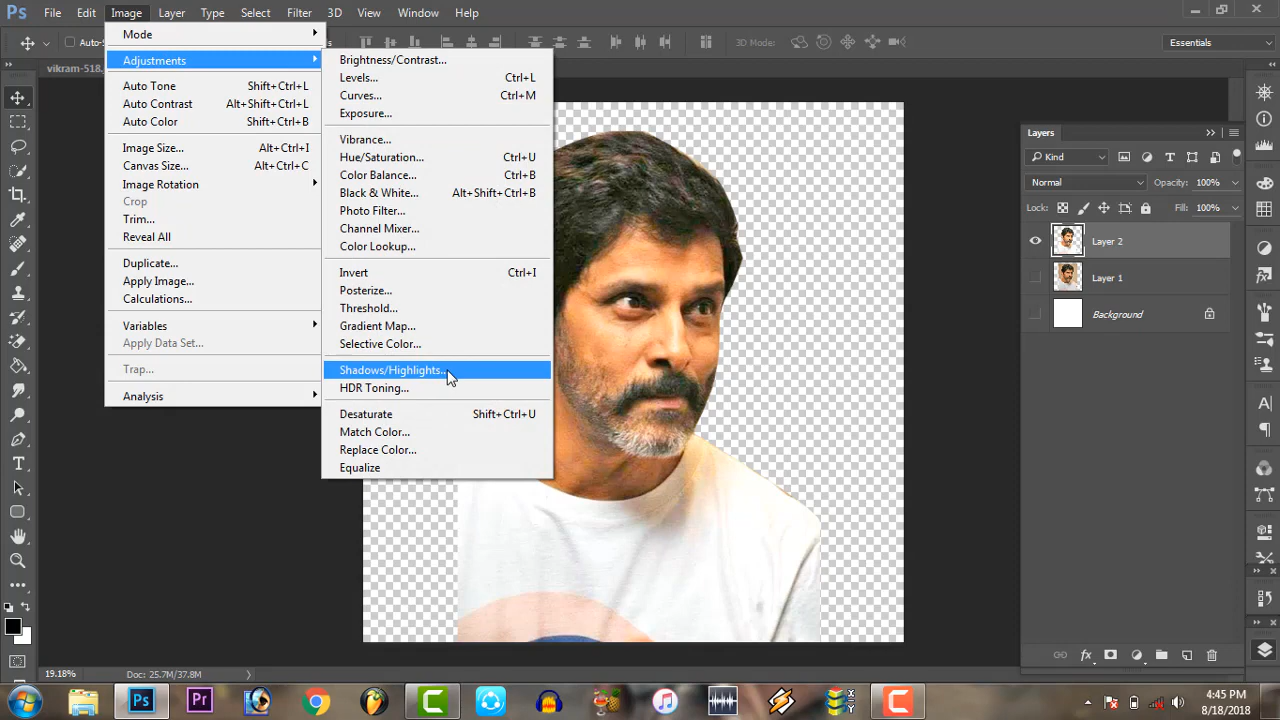 Ps File Edit Image Layer Type Select Filter 3D View Window Help
Auto-S
3D Mode:
Essentials
vikram-518.
Mode
Adjustments
Auto Tone Shift+Ctrl+L
Auto Contrast Alt+Shift+Ctrl+L
Auto Color Shift+Ctrl+B
Image Size... Alt+Ctrl+I
Canvas Size... Alt+Ctrl+C
Image Rotation
Crop
Trim...
Reveal All
Duplicate...
Apply Image...
Calculations...
Variables
Apply Data Set...
Trap...
Analysis
Brightness/Contrast...
Levels... Ctrl+L
Curves... Ctrl+M
Exposure...
Vibrance...
Hue/Saturation... Ctrl+U
Color Balance... Ctrl+B
Black & White... Alt+Shift+Ctrl+B
Photo Filter...
Channel Mixer...
Color Lookup...
Invert Ctrl+I
Posterize...
Threshold...
Gradient Map...
Selective Color...
Shadows/Highlights...
HDR Toning...
Desaturate Shift+Ctrl+U
Match Color...
Replace Color...
Equalize
Layers
Kind
Normal Opacity: 100%
Lock: Fill: 100%
Layer 2
Layer 1
Background
19.18% Doc: 25.7M/37.8M
Ps Pr
4:45 PM
8/18/2018